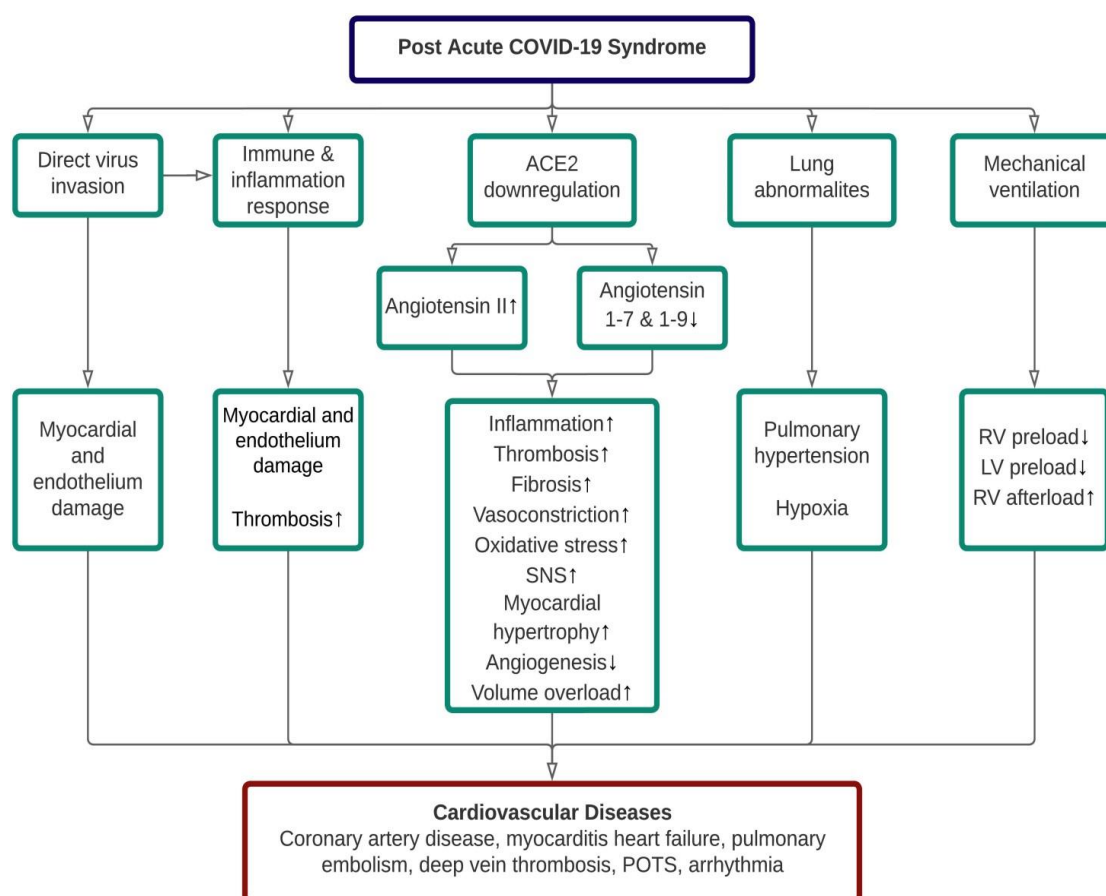 Post Acute COVID-19 Syndrome
Direct virus
invasion
Immune &
inflammation
response
ACE2
downregulation
Lung
abnormalites
Mechanical
ventilation
Angiotensin II↑
Angiotensin
1-7 & 1-9↓
Myocardial
and
endothelium
damage
Myocardial and
endothelium
damage
Thrombosis↑
Inflammation↑
Thrombosis↑
Fibrosis↑
Vasoconstriction↑
Oxidative stress↑
SNS↑
Myocardial
hypertrophy↑
Angiogenesis↓
Volume overload↑
Pulmonary
hypertension
Hypoxia
RV preload↓
LV preload↓
RV afterload↑
Cardiovascular Diseases
Coronary artery disease, myocarditis heart failure, pulmonary
embolism, deep vein thrombosis, POTS, arrhythmia